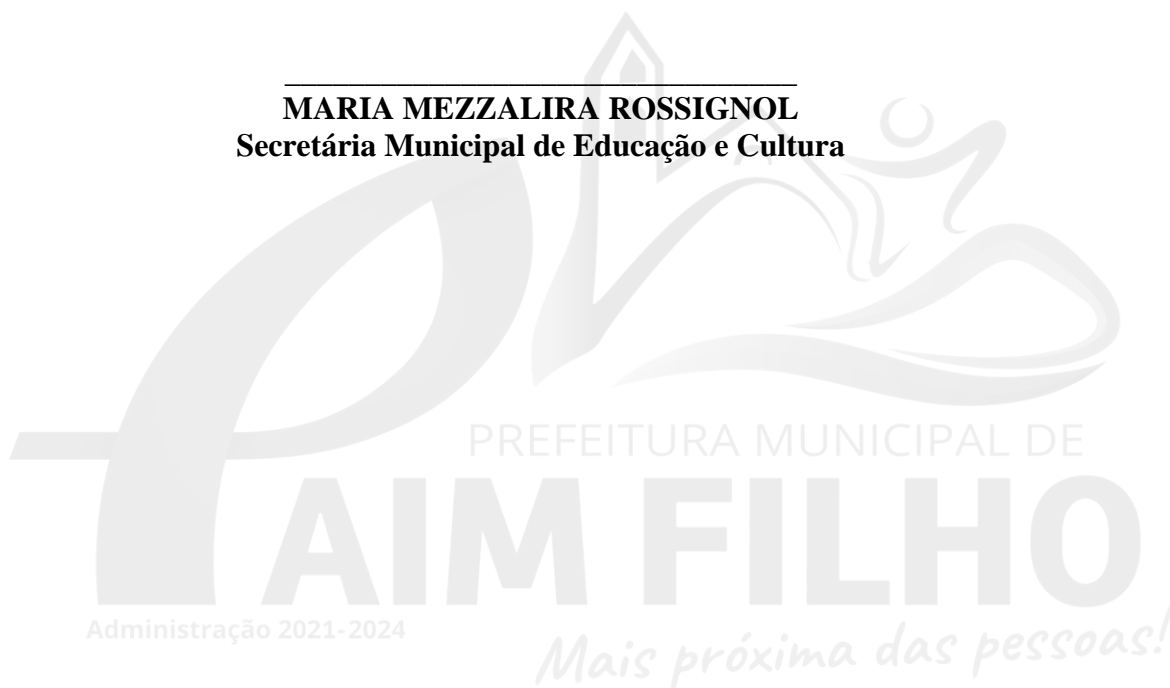 MARIA MEZZALIRA ROSSIGNOL
Secretária Municipal de Educação e Cultura
PREFEITURA MUNICIPAL DE
PAIM FILHO
Administração 2021-2024
Mais próxima das pessoas!